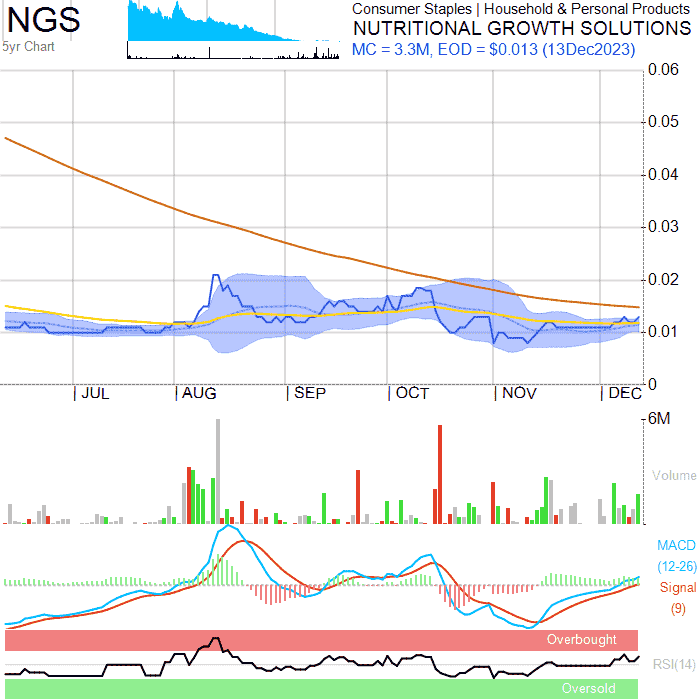 NGS
5yr Chart
Consumer Staples | Household & Personal Products
NUTRITIONAL GROWTH SOLUTIONS
MC = 3.3M, EOD = $0.013 (13Dec2023)
0.06
0.05
0.04
0.03
0.02
0.01
0
| JUL | AUG | SEP | OCT | NOV | DEC
6M
Volume
MACD
(12-26)
Signal
(9)
Overbought
RSI(14)
Oversold